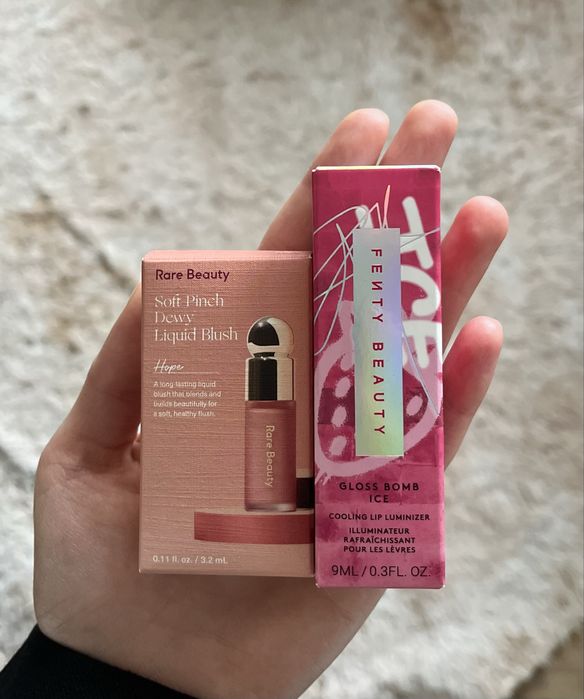 Rare Beauty
Soft Pinch
Dewy
Liquid Blush
Hope
A long-lasting liquid
blush that blends and
builds beautifully for
a soft, healthy flush.
Rare Beauty
0.11 fl. oz. / 3.2 mL
ICE
FEИTY BEAUTY
GLOSS BOMB
ICE
COOLING LIP LUMINIZER
ILLUMINATEUR
RAFRAÎCHISSANT
POUR LES LÈVRES
9ML / 0.3FL. OZ.